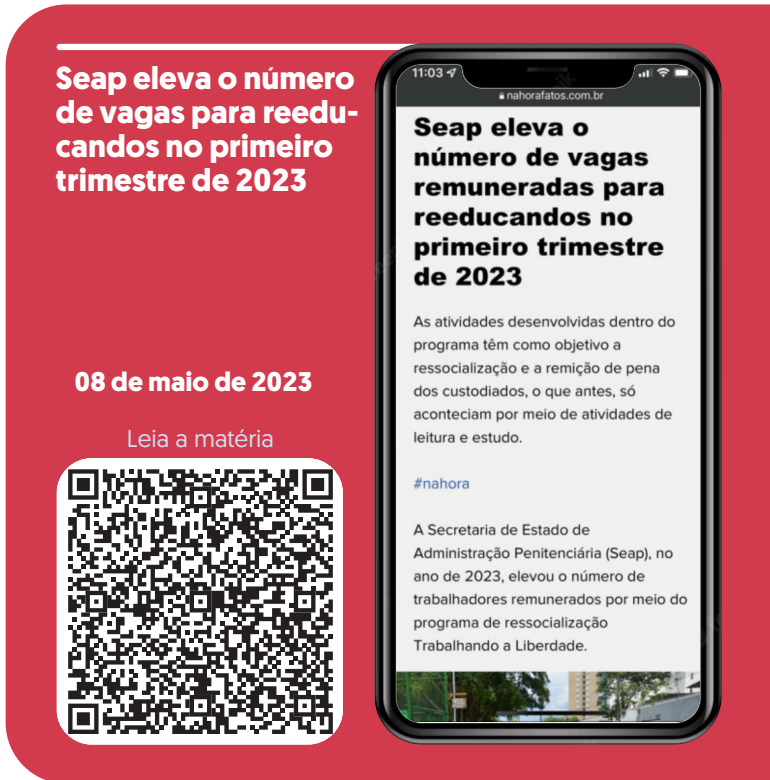 Seap eleva o número
de vagas para reedu-
candos no primeiro
trimestre de 2023
08 de maio de 2023
Leia a matéria
11:03
nahorafatos.com.br
Seap eleva o
número de vagas
remuneradas para
reeducandos no
primeiro trimestre
de 2023
As atividades desenvolvidas dentro do
programa têm como objetivo a
ressocialização e a remição de pena
dos custodiados, o que antes, só
aconteciam por meio de atividades de
leitura e estudo.
#nahora
A Secretaria de Estado de
Administração Penitenciária (Seap), no
ano de 2023, elevou o número de
trabalhadores remunerados por meio do
programa de ressocialização
Trabalhando a Liberdade.